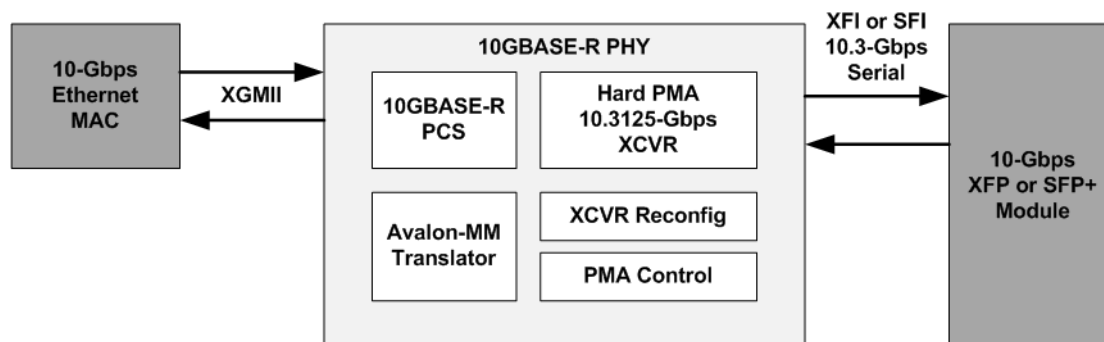 10-Gbps
Ethernet
MAC
XGMII
10GBASE-R PHY
10GBASE-R
PCS
Hard PMA
10.3125-Gbps
XCVR
Avalon-MM
Translator
XCVR Reconfig
PMA Control
XFI or SFI
10.3-Gbps
Serial
10-Gbps
XFP or SFP+
Module